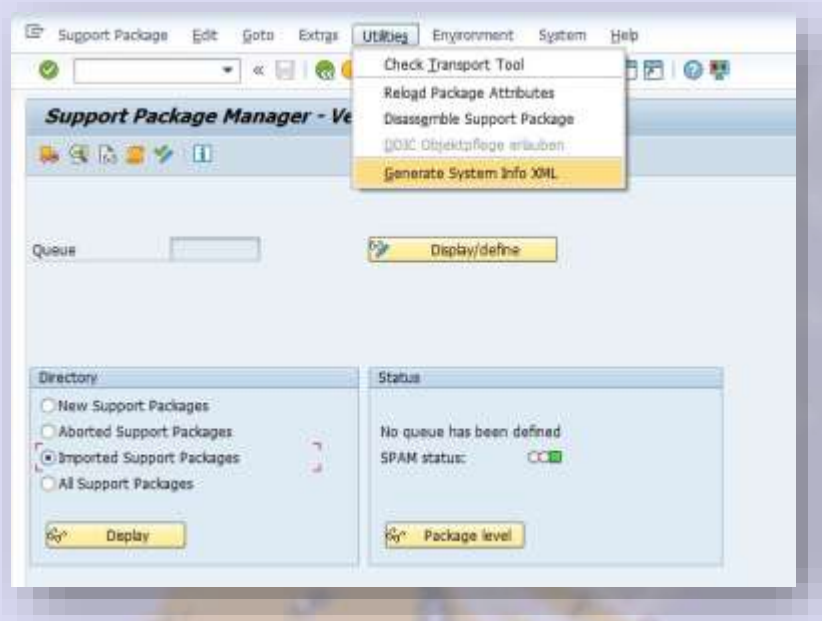 Support Package Edit Goto Extras Utilities Environment System Help
Check Transport Tool
Support Package Manager - Ve
Reload Package Attributes
Disassemble Support Package
DDIC Objektpflege erlauben
Generate System Info XML
Queue
Display/define
Directory
New Support Packages
Aborted Support Packages
Imported Support Packages
All Support Packages
Display
Status
No queue has been defined
SPAM status:
Package level